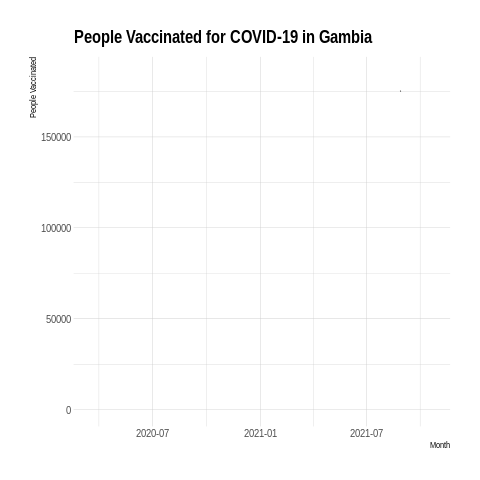 People Vaccinated for COVID-19 in Gambia
People Vaccinated
150000
100000
50000
0
2020-07 2021-01 2021-07
Month